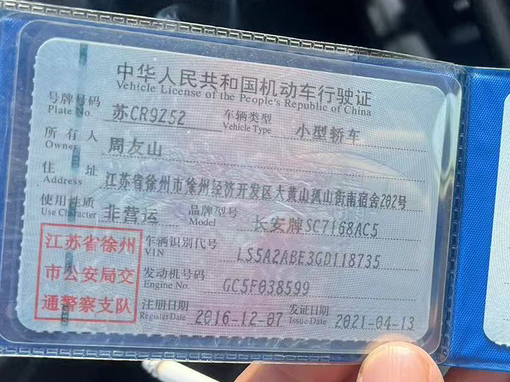 中华人民共和国机动车行驶证
Vehicle License of the People's Republic of China
号牌号码 Plate No. 苏CR9Z52 车辆类型 Vehicle Type 小型轿车
所有人 Owner 周友山
住址 Address 江苏省徐州市徐州经济开发区大黄山孤山街南宿舍202号
使用性质 Use Character 非营运 品牌型号 Model 长安牌SC7168AC5
江苏省徐州 车辆识别代号 VIN LS5A2ABE3GD118735
市公安局交 发动机号码 Engine No. GC5F038599
通警察支队 注册日期 Register Date 2016-12-07 发证日期 Issue Date 2021-04-13